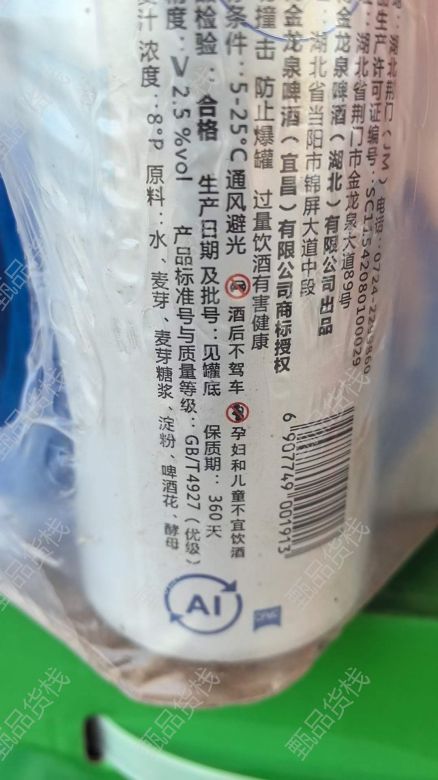 麦汁浓度：8°P 原料：水、麦芽、麦芽糖浆、淀粉、啤酒花、酵母
精度：≥2.5%vol 产品标准号与质量等级：GB/T4927（优级）
检验：合格 生产日期及批号：见罐底 保质期：360天
条件：5-25°C通风避光 酒后不驾车 孕妇和儿童不宜饮酒
撞击 防止爆罐 过量饮酒有害健康
金龙泉啤酒（宜昌）有限公司商标授权
：湖北省当阳市锦屏大道中段
金龙泉啤酒（湖北）有限公司出品
：湖北省荆门市金龙泉大道89号
生产许可证编号：SC11542080100029
：湖北荆门（JM）电话：0724-
6 907749 001913
AI
甄品货栈